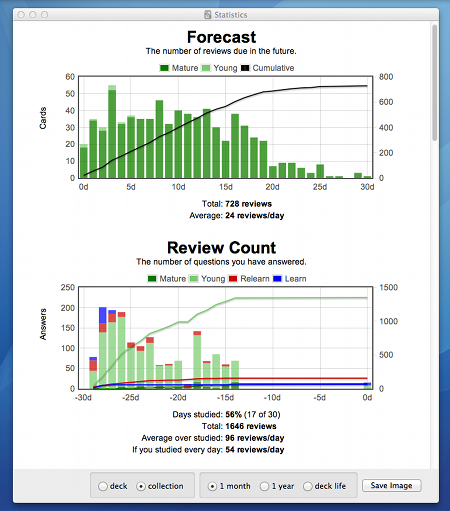 Statistics
Forecast
The number of reviews due in the future.
Mature Young Cumulative
60 800
50
40 600
30 400
20
10 200
0 0
Cards
0d 5d 10d 15d 20d 25d 30d
Total: 728 reviews
Average: 24 reviews/day
Review Count
The number of questions you have answered.
Mature Young Relearn Learn
250 1500
200
150 1000
100
50 500
0 0
Answers
-30d -25d -20d -15d -10d -5d 0d
Days studied: 56% (17 of 30)
Total: 1646 reviews
Average over studied: 96 reviews/day
If you studied every day: 54 reviews/day
deck collection 1 month 1 year deck life Save Image